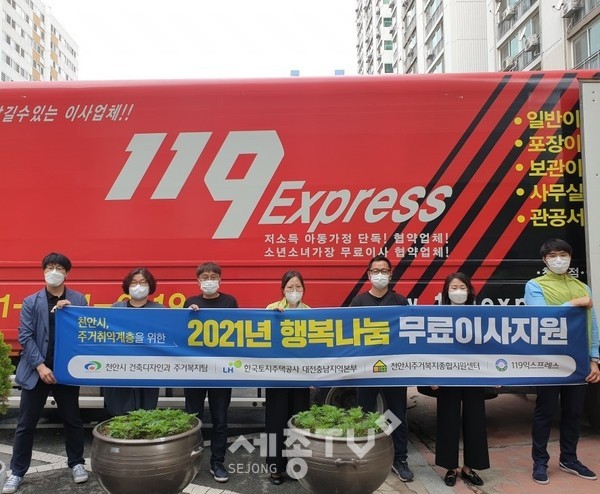 길수있는 이사업체!!
119 Express
저소득 아동가정 단독! 협약업체!
소년소녀가장 무료이사 협약업체!
• 일반이
• 포장이
• 보관이
• 사무실
• 관공서
천안시,
주거취약계층을 위한
2021년 행복나눔 무료이사지원
천안시 건축디자인과 주거복지팀
LH 한국토지주택공사 대전충남지역본부
천안시주거복지종합지원센터
119익스프레스
세종TV
SEJONG